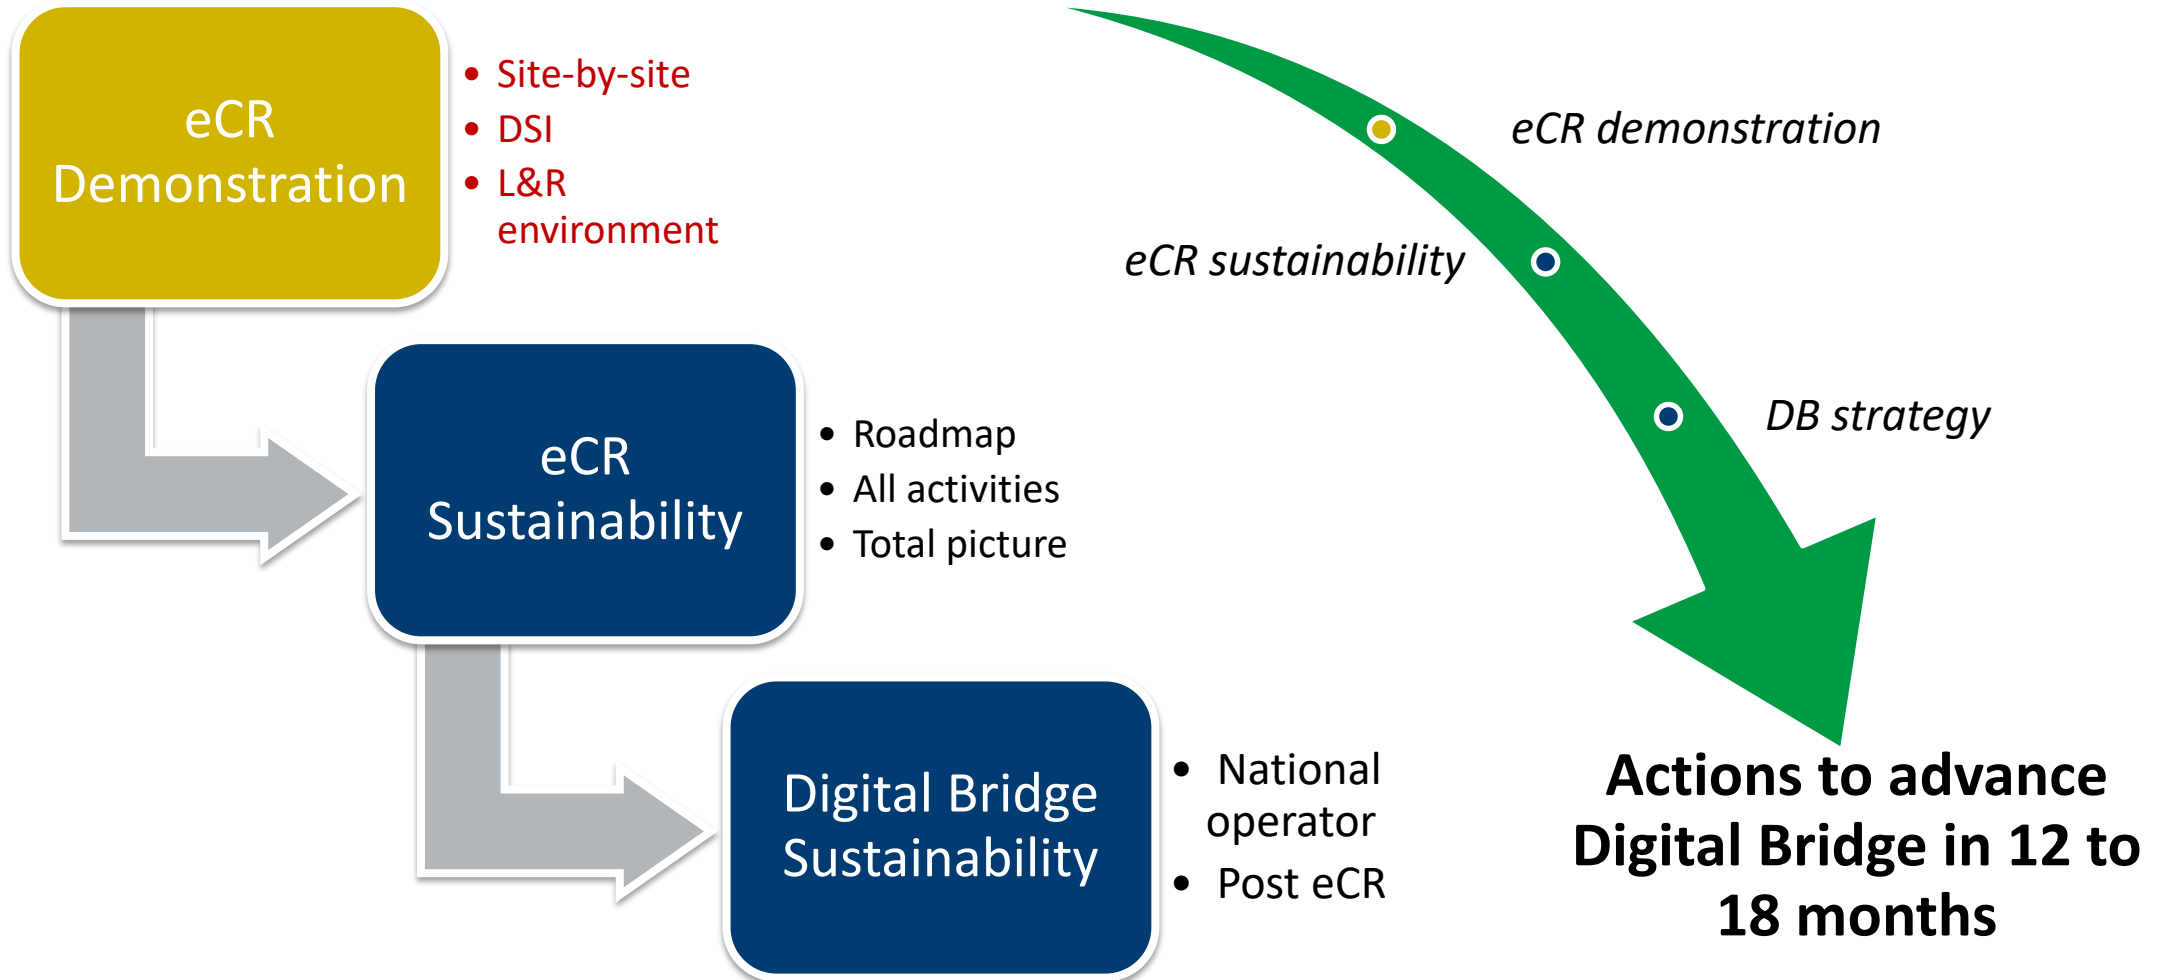 eCR
Demonstration
• Site-by-site
• DSI
• L&R
environment
eCR
Sustainability
• Roadmap
• All activities
• Total picture
Digital Bridge
Sustainability
• National
operator
• Post eCR
eCR demonstration
eCR sustainability
DB strategy
Actions to advance
Digital Bridge in 12 to
18 months